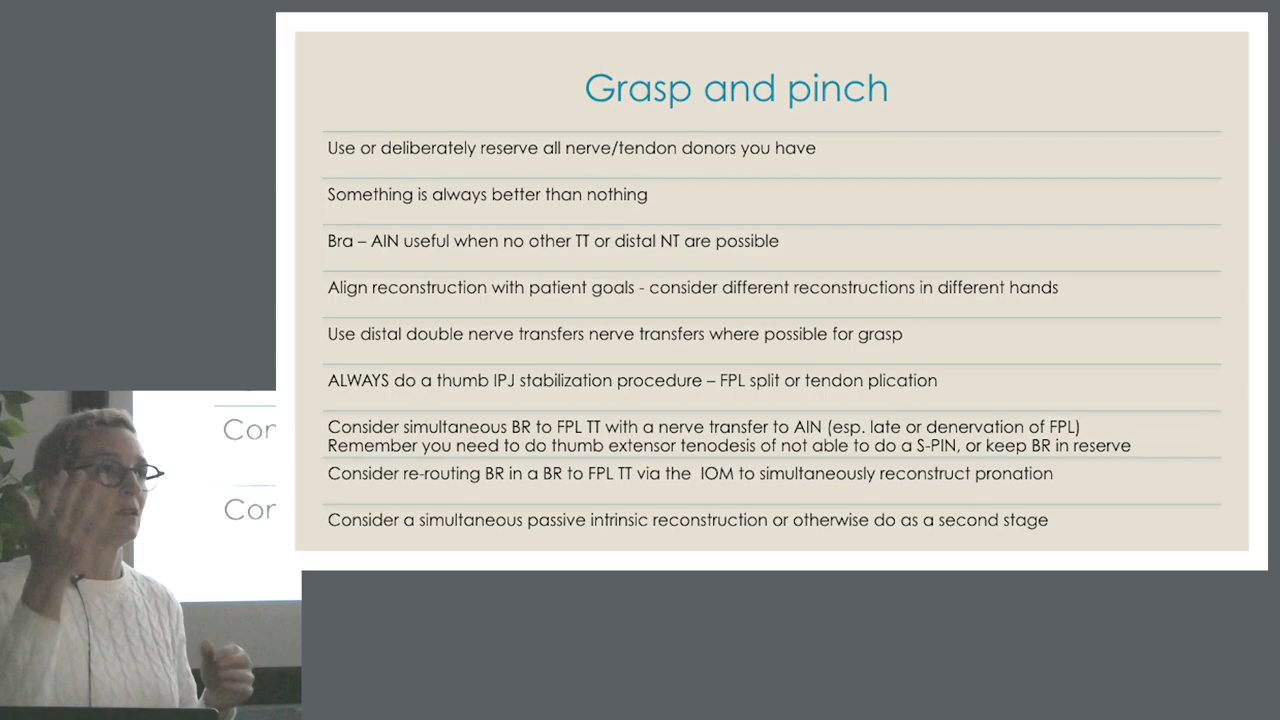 Grasp and pinch
Use or deliberately reserve all nerve/tendon donors you have
Something is always better than nothing
Bra – AIN useful when no other TT or distal NT are possible
Align reconstruction with patient goals - consider different reconstructions in different hands
Use distal double nerve transfers nerve transfers where possible for grasp
ALWAYS do a thumb IPJ stabilization procedure – FPL split or tendon plication
Consider simultaneous BR to FPL TT with a nerve transfer to AIN (esp. late or denervation of FPL)
Remember you need to do thumb extensor tenodesis of not able to do a S-PIN, or keep BR in reserve
Consider re-routing BR in a BR to FPL TT via the IOM to simultaneously reconstruct pronation
Consider a simultaneous passive intrinsic reconstruction or otherwise do as a second stage
Cor
Cor